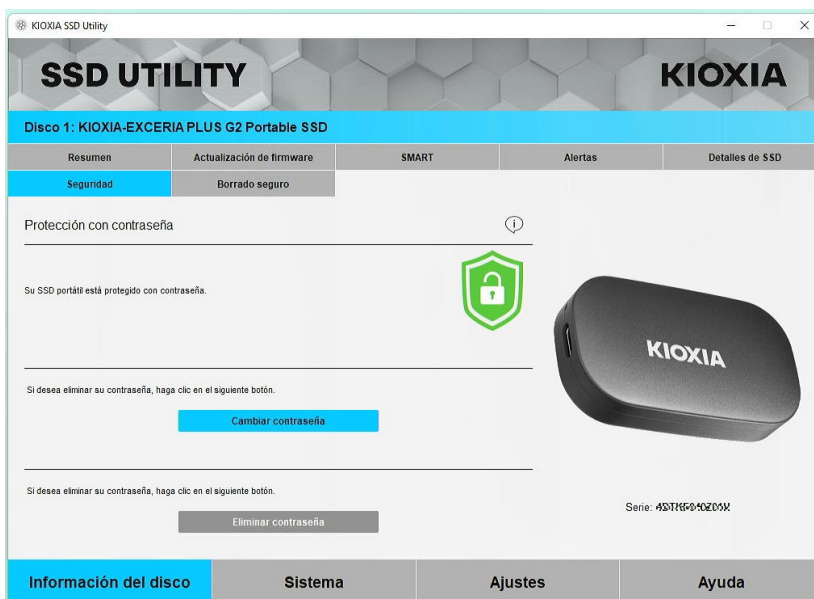 KIOXIA SSD Utility
SSD UTILITY
KIOXIA
Disco 1: KIOXIA-EXCERIA PLUS G2 Portable SSD
Resumen
Actualización de firmware
SMART
Alertas
Detalles de SSD
Seguridad
Borrado seguro
Protección con contraseña
Su SSD portátil está protegido con contraseña.
KIOXIA
Si desea eliminar su contraseña, haga clic en el siguiente botón.
Cambiar contraseña
Si desea eliminar su contraseña, haga clic en el siguiente botón.
Serie:
Eliminar contraseña
Información del disco
Sistema
Ajustes
Ayuda